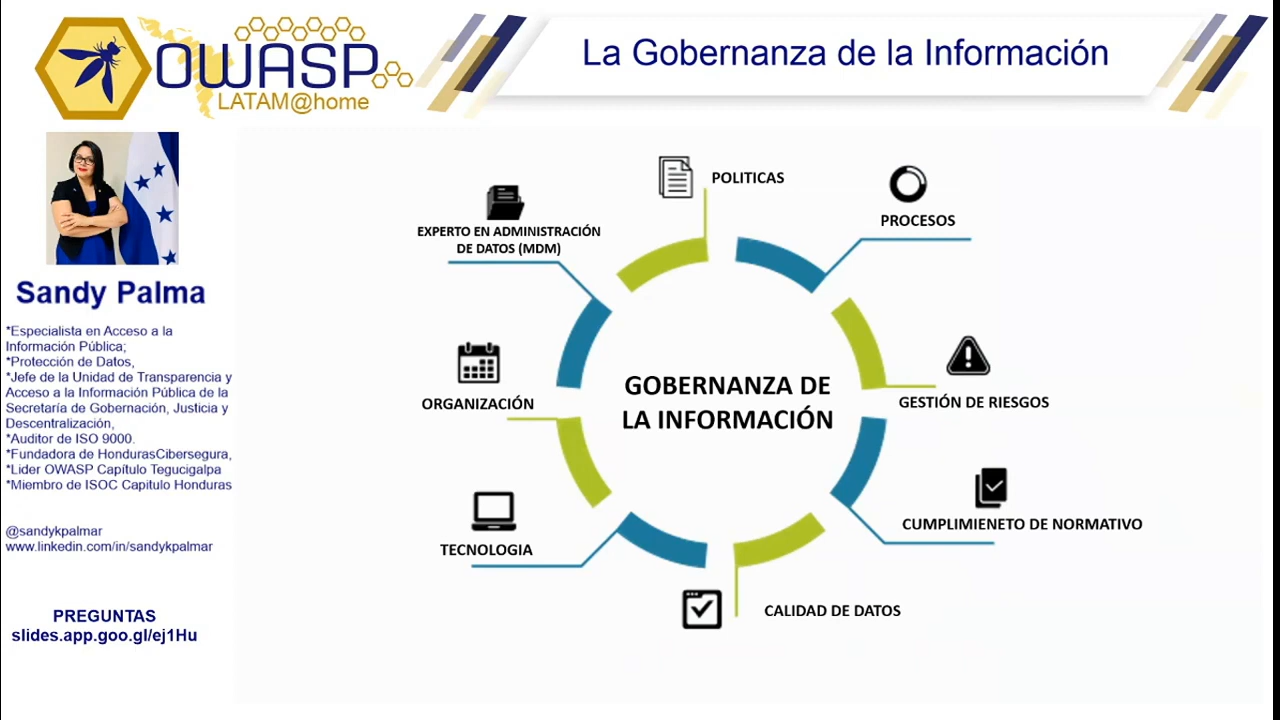 OWASP
LATAM@home
La Gobernanza de la Información
Sandy Palma
*Especialista en Acceso a la
Información Pública;
*Protección de Datos,
*Jefe de la Unidad de Transparencia y
Acceso a la Información Pública de la
Secretaría de Gobernación, Justicia y
Descentralización,
*Auditor de ISO 9000.
*Fundadora de HondurasCibersegura,
*Lider OWASP Capítulo Tegucigalpa
*Miembro de ISOC Capitulo Honduras
@sandykpalmar
www.linkedin.com/in/sandykpalmar
PREGUNTAS
slides.app.goo.gl/ej1Hu
POLITICAS
PROCESOS
EXPERTO EN ADMINISTRACIÓN
DE DATOS (MDM)
GOBERNANZA DE
LA INFORMACIÓN
ORGANIZACIÓN
GESTIÓN DE RIESGOS
TECNOLOGIA
CUMPLIMIENETO DE NORMATIVO
CALIDAD DE DATOS